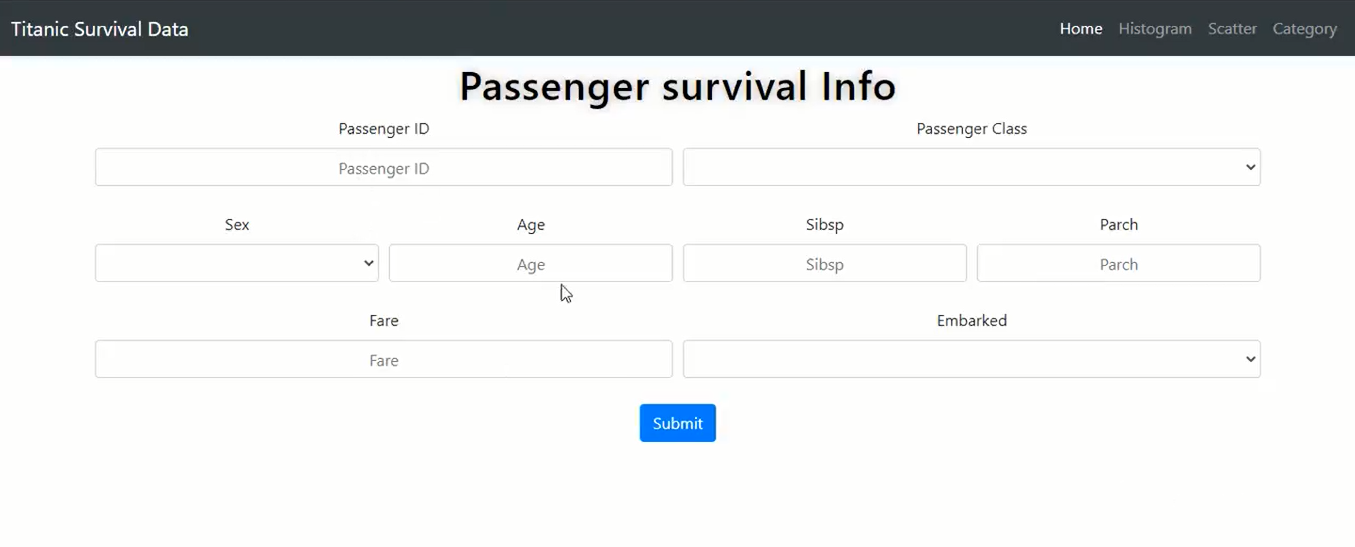 Titanic Survival Data Home Histogram Scatter Category
Passenger survival Info
Passenger ID Passenger Class
Passenger ID
Sex Age Sibsp Parch
Age Sibsp Parch
Fare Embarked
Fare
Submit